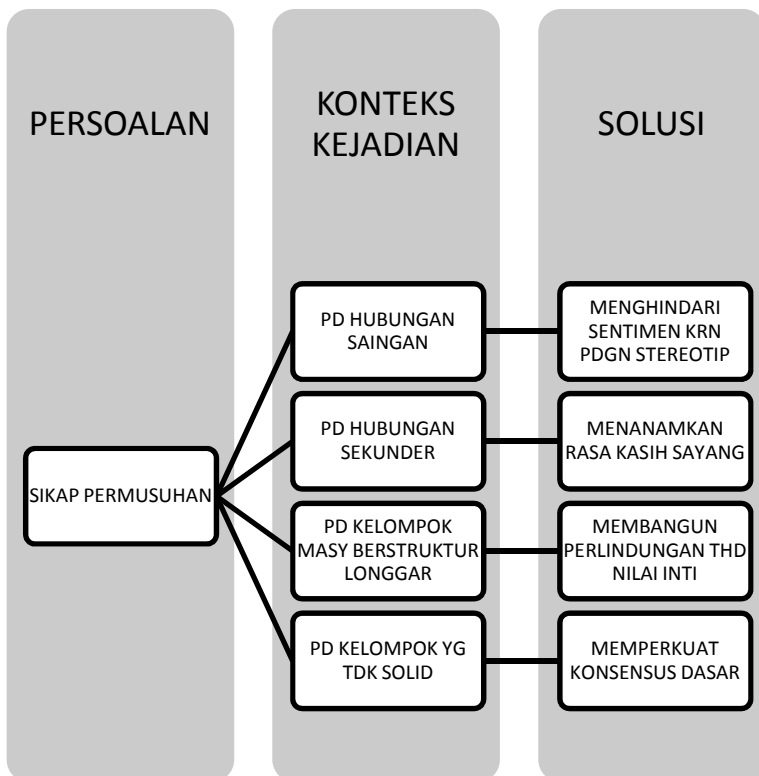 PERSOALAN
KONTEKS
KEJADIAN
SOLUSI
SIKAP PERMUSUHAN
PD HUBUNGAN
SAINGAN
MENGHINDARI
SENTIMEN KRN
PDGN STEREOTIP
PD HUBUNGAN
SEKUNDER
MENANAMKAN
RASA KASIH SAYANG
PD KELOMPOK
MASY BERSTRUKTUR
LONGGAR
MEMBANGUN
PERLINDUNGAN THD
NILAI INTI
PD KELOMPOK YG
TDK SOLID
MEMPERKUAT
KONSENSUS DASAR